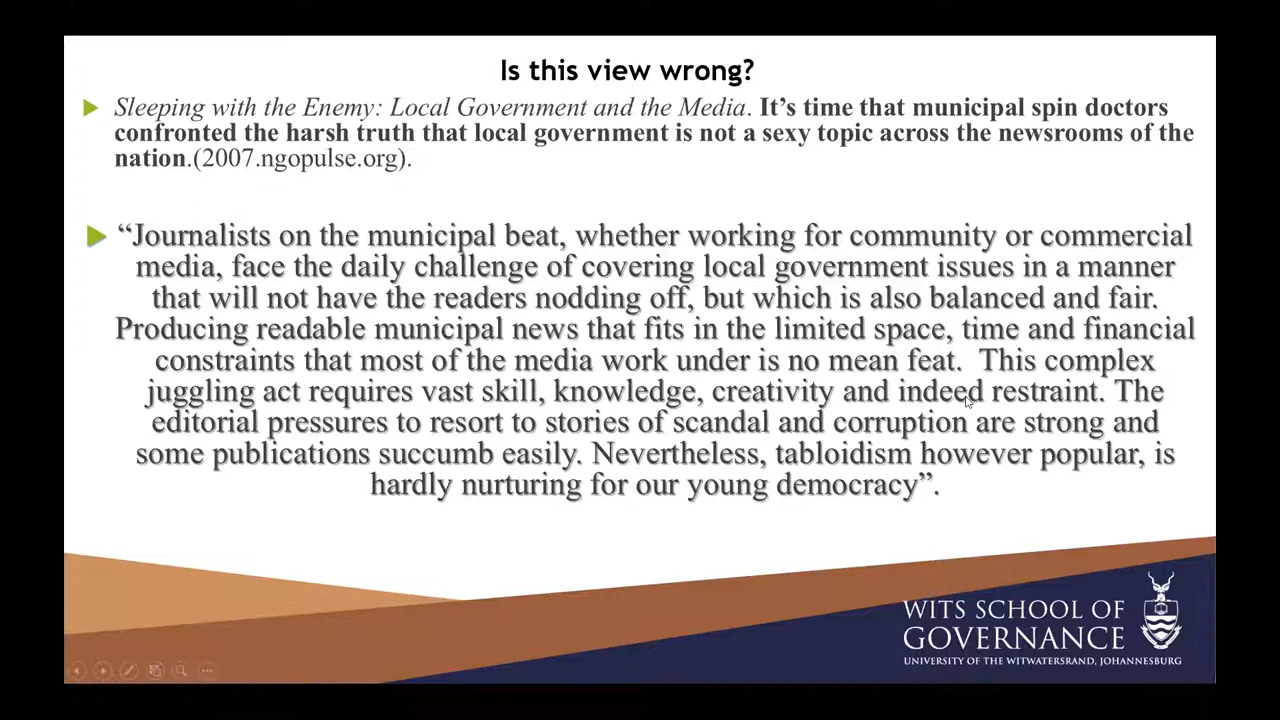 Is this view wrong?
Sleeping with the Enemy: Local Government and the Media. It’s time that municipal spin doctors
confronted the harsh truth that local government is not a sexy topic across the newsrooms of the
nation.(2007.ngopulse.org).
“Journalists on the municipal beat, whether working for community or commercial
media, face the daily challenge of covering local government issues in a manner
that will not have the readers nodding off, but which is also balanced and fair.
Producing readable municipal news that fits in the limited space, time and financial
constraints that most of the media work under is no mean feat.  This complex
juggling act requires vast skill, knowledge, creativity and indeed restraint. The
editorial pressures to resort to stories of scandal and corruption are strong and
some publications succumb easily. Nevertheless, tabloidism however popular, is
hardly nurturing for our young democracy”.
WITS SCHOOL OF
GOVERNANCE
UNIVERSITY OF THE WITWATERSRAND, JOHANNESBURG